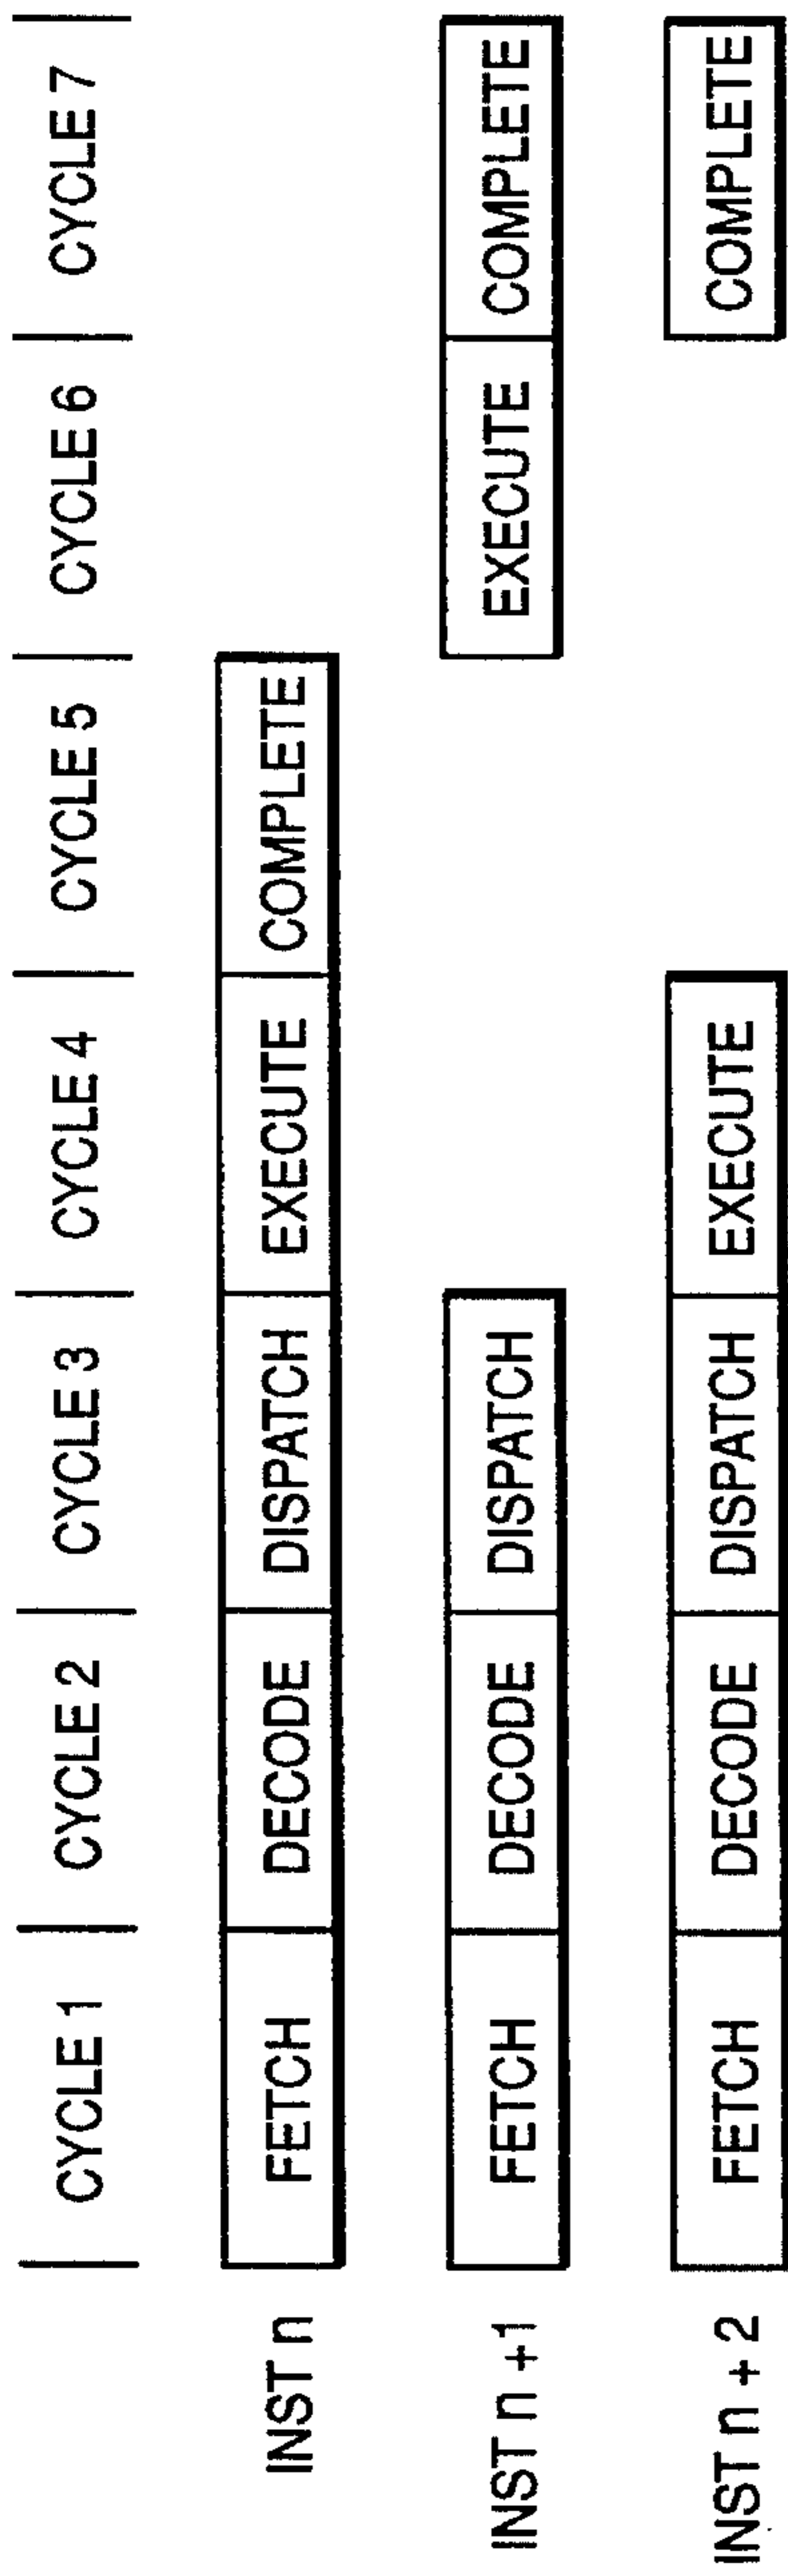 CYCLE 1 CYCLE 2 CYCLE 3 CYCLE 4 CYCLE 5 CYCLE 6 CYCLE 7
INST n FETCH DECODE DISPATCH EXECUTE COMPLETE
INST n +1 FETCH DECODE DISPATCH EXECUTE COMPLETE
INST n + 2 FETCH DECODE DISPATCH EXECUTE COMPLETE